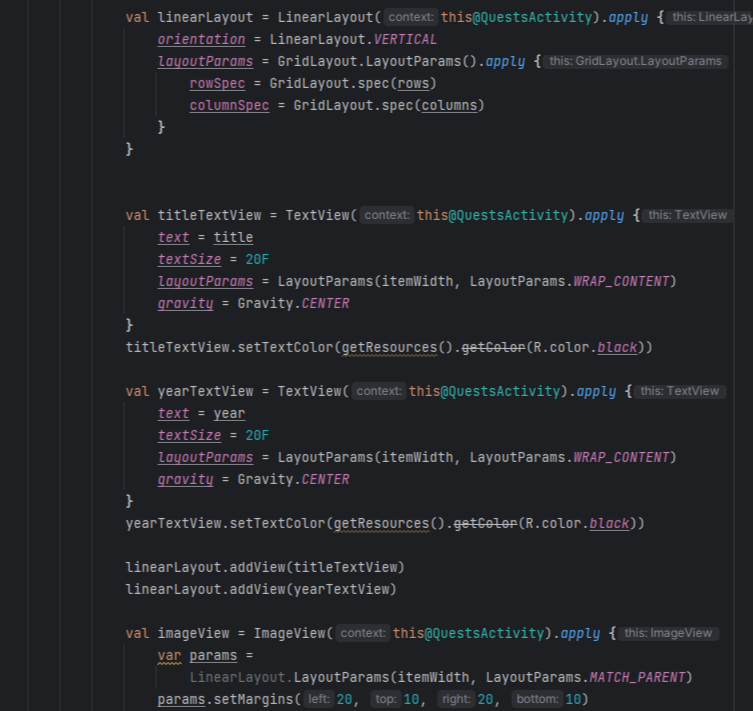 val linearLayout = LinearLayout( context: this@QuestsActivity).apply { this: LinearLay
orientation = LinearLayout.VERTICAL
layoutParams = GridLayout.LayoutParams().apply { this: GridLayout.LayoutParams
rowSpec = GridLayout.spec(rows)
columnSpec = GridLayout.spec(columns)
}
}
val titleTextView = TextView( context: this@QuestsActivity).apply { this: TextView
text = title
textSize = 20F
layoutParams = LayoutParams(itemWidth, LayoutParams.WRAP_CONTENT)
gravity = Gravity.CENTER
}
titleTextView.setTextColor(getResources().getColor(R.color.black))
val yearTextView = TextView( context: this@QuestsActivity).apply { this: TextView
text = year
textSize = 20F
layoutParams = LayoutParams(itemWidth, LayoutParams.WRAP_CONTENT)
gravity = Gravity.CENTER
}
yearTextView.setTextColor(getResources().getColor(R.color.black))
linearLayout.addView(titleTextView)
linearLayout.addView(yearTextView)
val imageView = ImageView( context: this@QuestsActivity).apply { this: ImageView
var params =
LinearLayout.LayoutParams(itemWidth, LayoutParams.MATCH_PARENT)
params.setMargins( left: 20, top: 10, right: 20, bottom: 10)